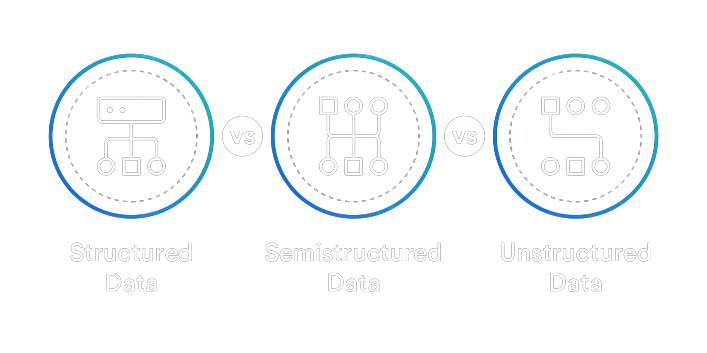 vs
vs
Structured
Data
Semistructured
Data
Unstructured
Data